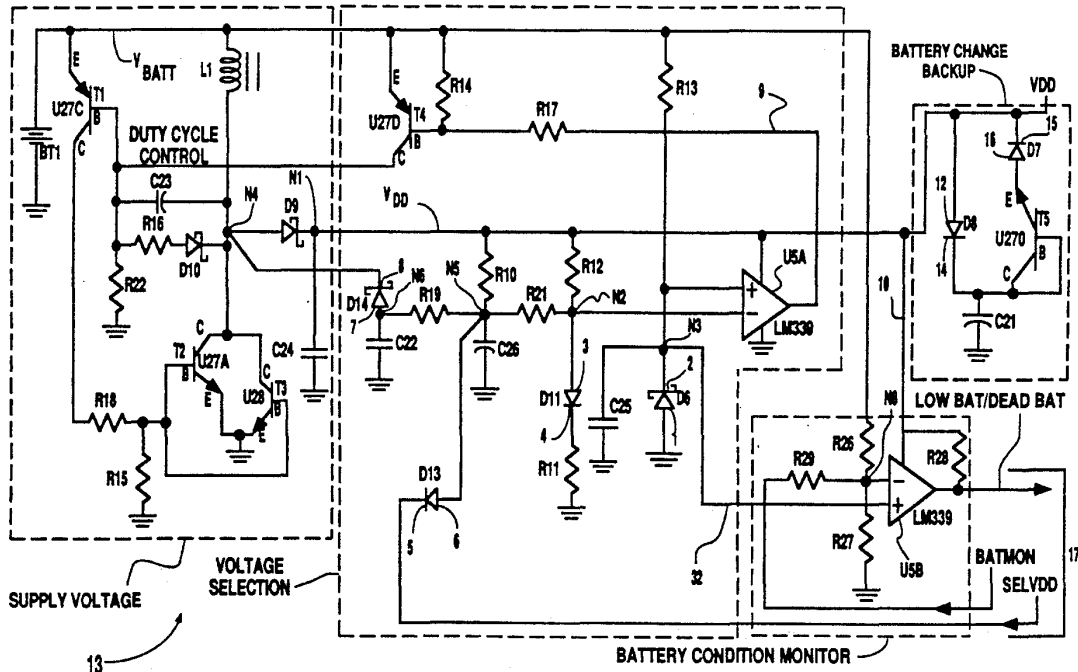 BATTERY CHANGE
BACKUP
V
BATT
L1
E
T1
U27C
B
C
BT1
DUTY CYCLE
CONTROL
C23
N1
N4
D9
R16
D10
R22
C
T2
U27A
B
E
U28
C
T3
B
E
C24
R18
R15
SUPPLY VOLTAGE
13
E
T4
U27D
B
C
R14
R17
9
R13
V
DD
N5
R10
R12
U5A
LM339
8
N6
D14
7
R19
R21
N2
C22
C26
3
D11
4
R11
N3
2
D6
C25
D13
5
6
VOLTAGE
SELECTION
32
VDD
16
15
D7
12
D8
14
E
T5
U270
B
C
C21
18
LOW BAT/DEAD BAT
R26
N8
R28
R29
LM339
R27
U5B
BATMON
SELVDD
17
BATTERY CONDITION MONITOR